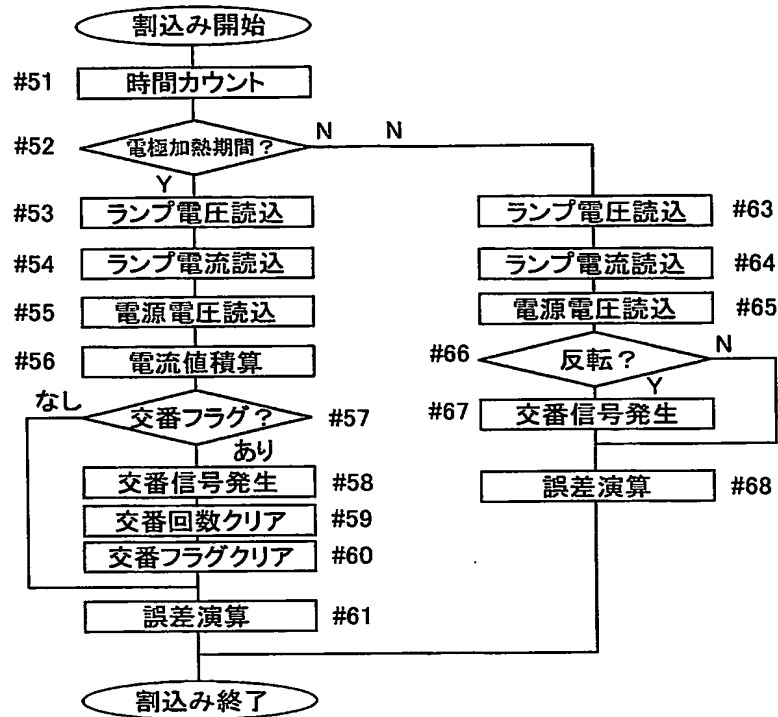 割込み開始
#51 時間カウント
#52 電極加熱期間? N N
Y
#53 ランプ電圧読込
#54 ランプ電流読込
#55 電源電圧読込
#56 電流値積算
なし 交番フラグ? #57
あり
交番信号発生 #58
交番回数クリア #59
交番フラグクリア #60
誤差演算 #61
ランプ電圧読込 #63
ランプ電流読込 #64
電源電圧読込 #65
#66 反転? N
Y
#67 交番信号発生
誤差演算 #68
割込み終了